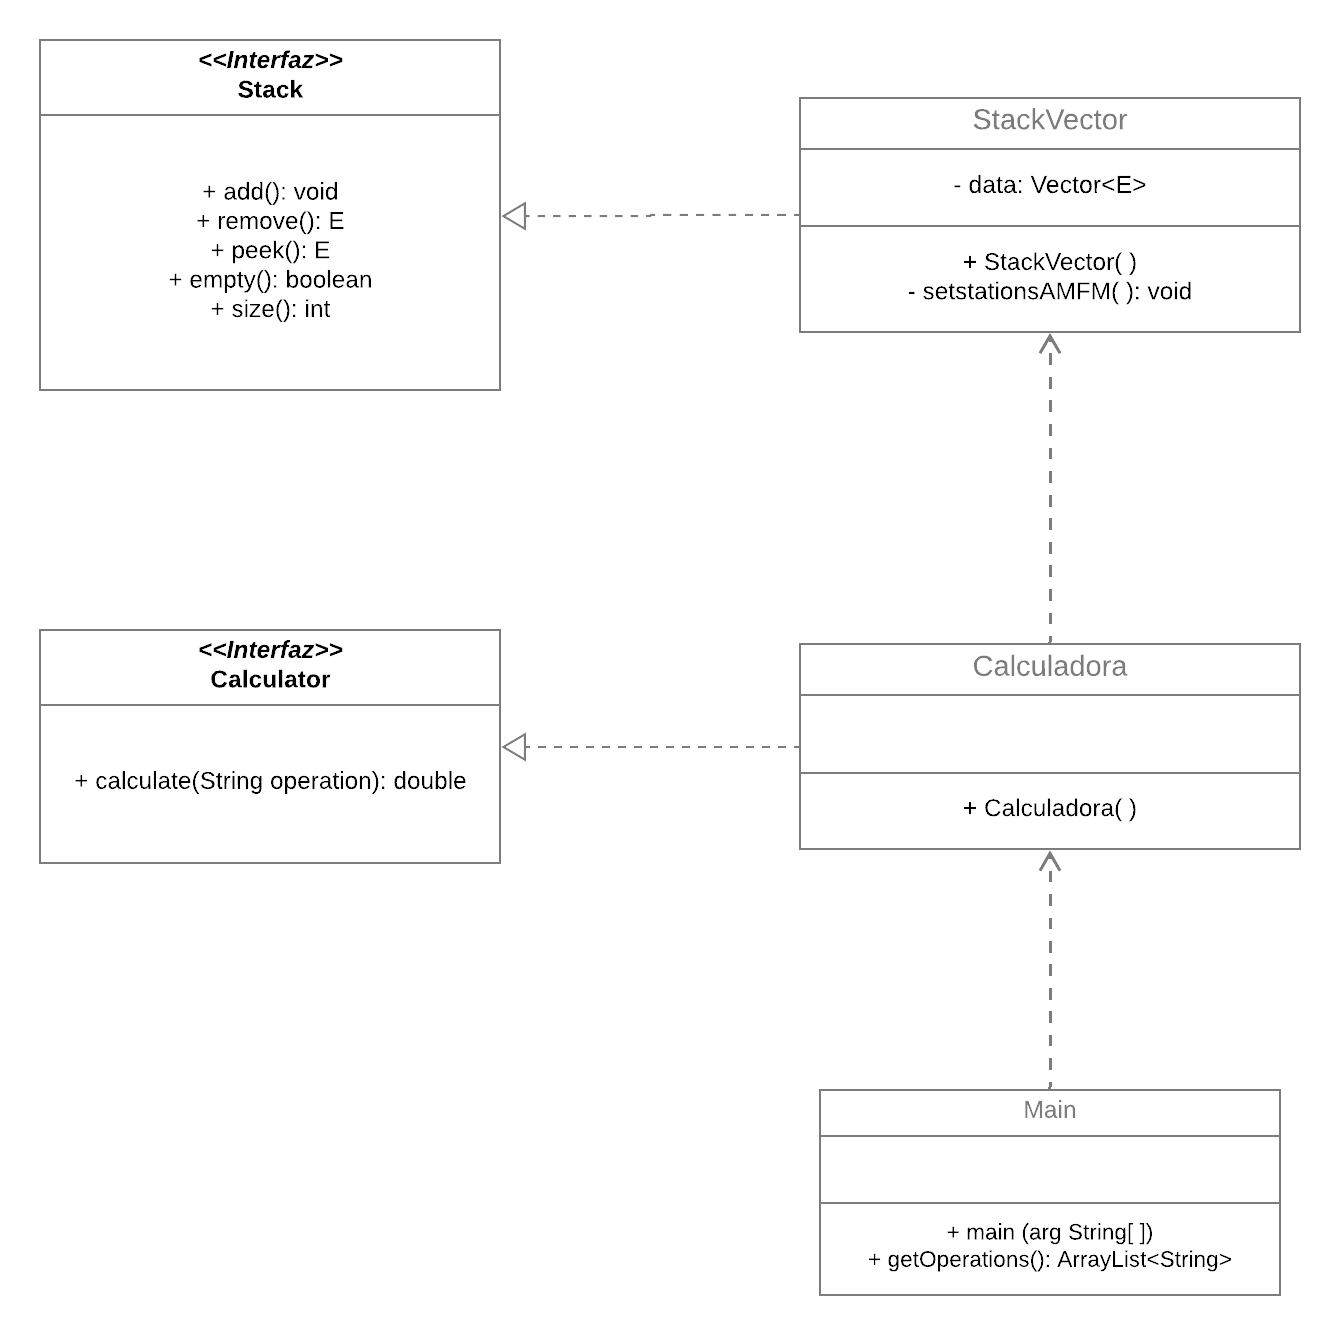 <<Interfaz>>
Stack
+ add(): void
+ remove(): E
+ peek(): E
+ empty(): boolean
+ size(): int
StackVector
- data: Vector<E>
+ StackVector( )
- setstationsAMFM( ): void
<<Interfaz>>
Calculator
+ calculate(String operation): double
Calculadora
+ Calculadora( )
Main
+ main (arg String[ ])
+ getOperations(): ArrayList<String>